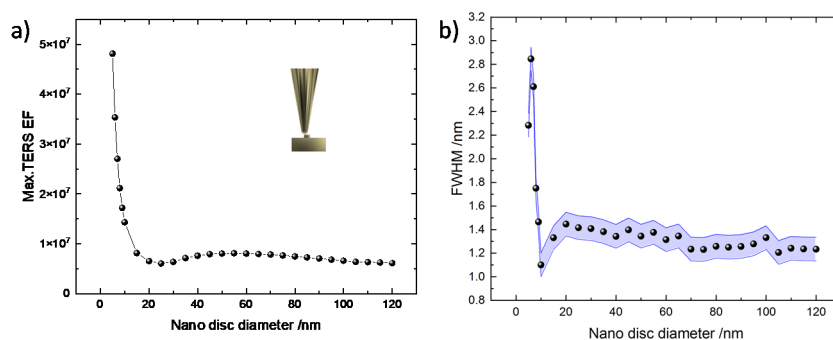 a)
Max.TERS EF
5×10⁷
4×10⁷
3×10⁷
2×10⁷
1×10⁷
0
0 20 40 60 80 100 120
Nano disc diameter /nm
b)
FWHM /nm
3.2
3.0
2.8
2.6
2.4
2.2
2.0
1.8
1.6
1.4
1.2
1.0
0.8
0 20 40 60 80 100 120
Nano disc diameter /nm